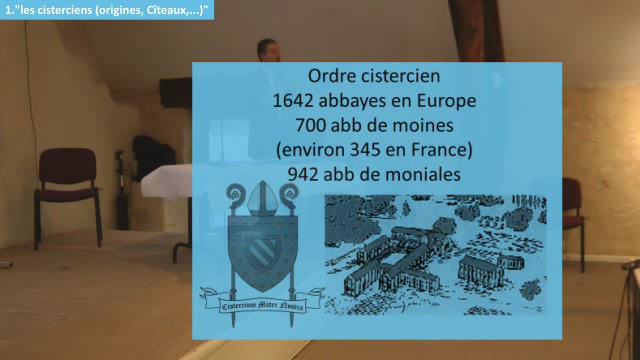 1."les cisterciens (origines, Cîteaux,...)"
Ordre cistercien
1642 abbayes en Europe
700 abb de moines
(environ 345 en France)
942 abb de moniales
Cistercium Mater Nostra